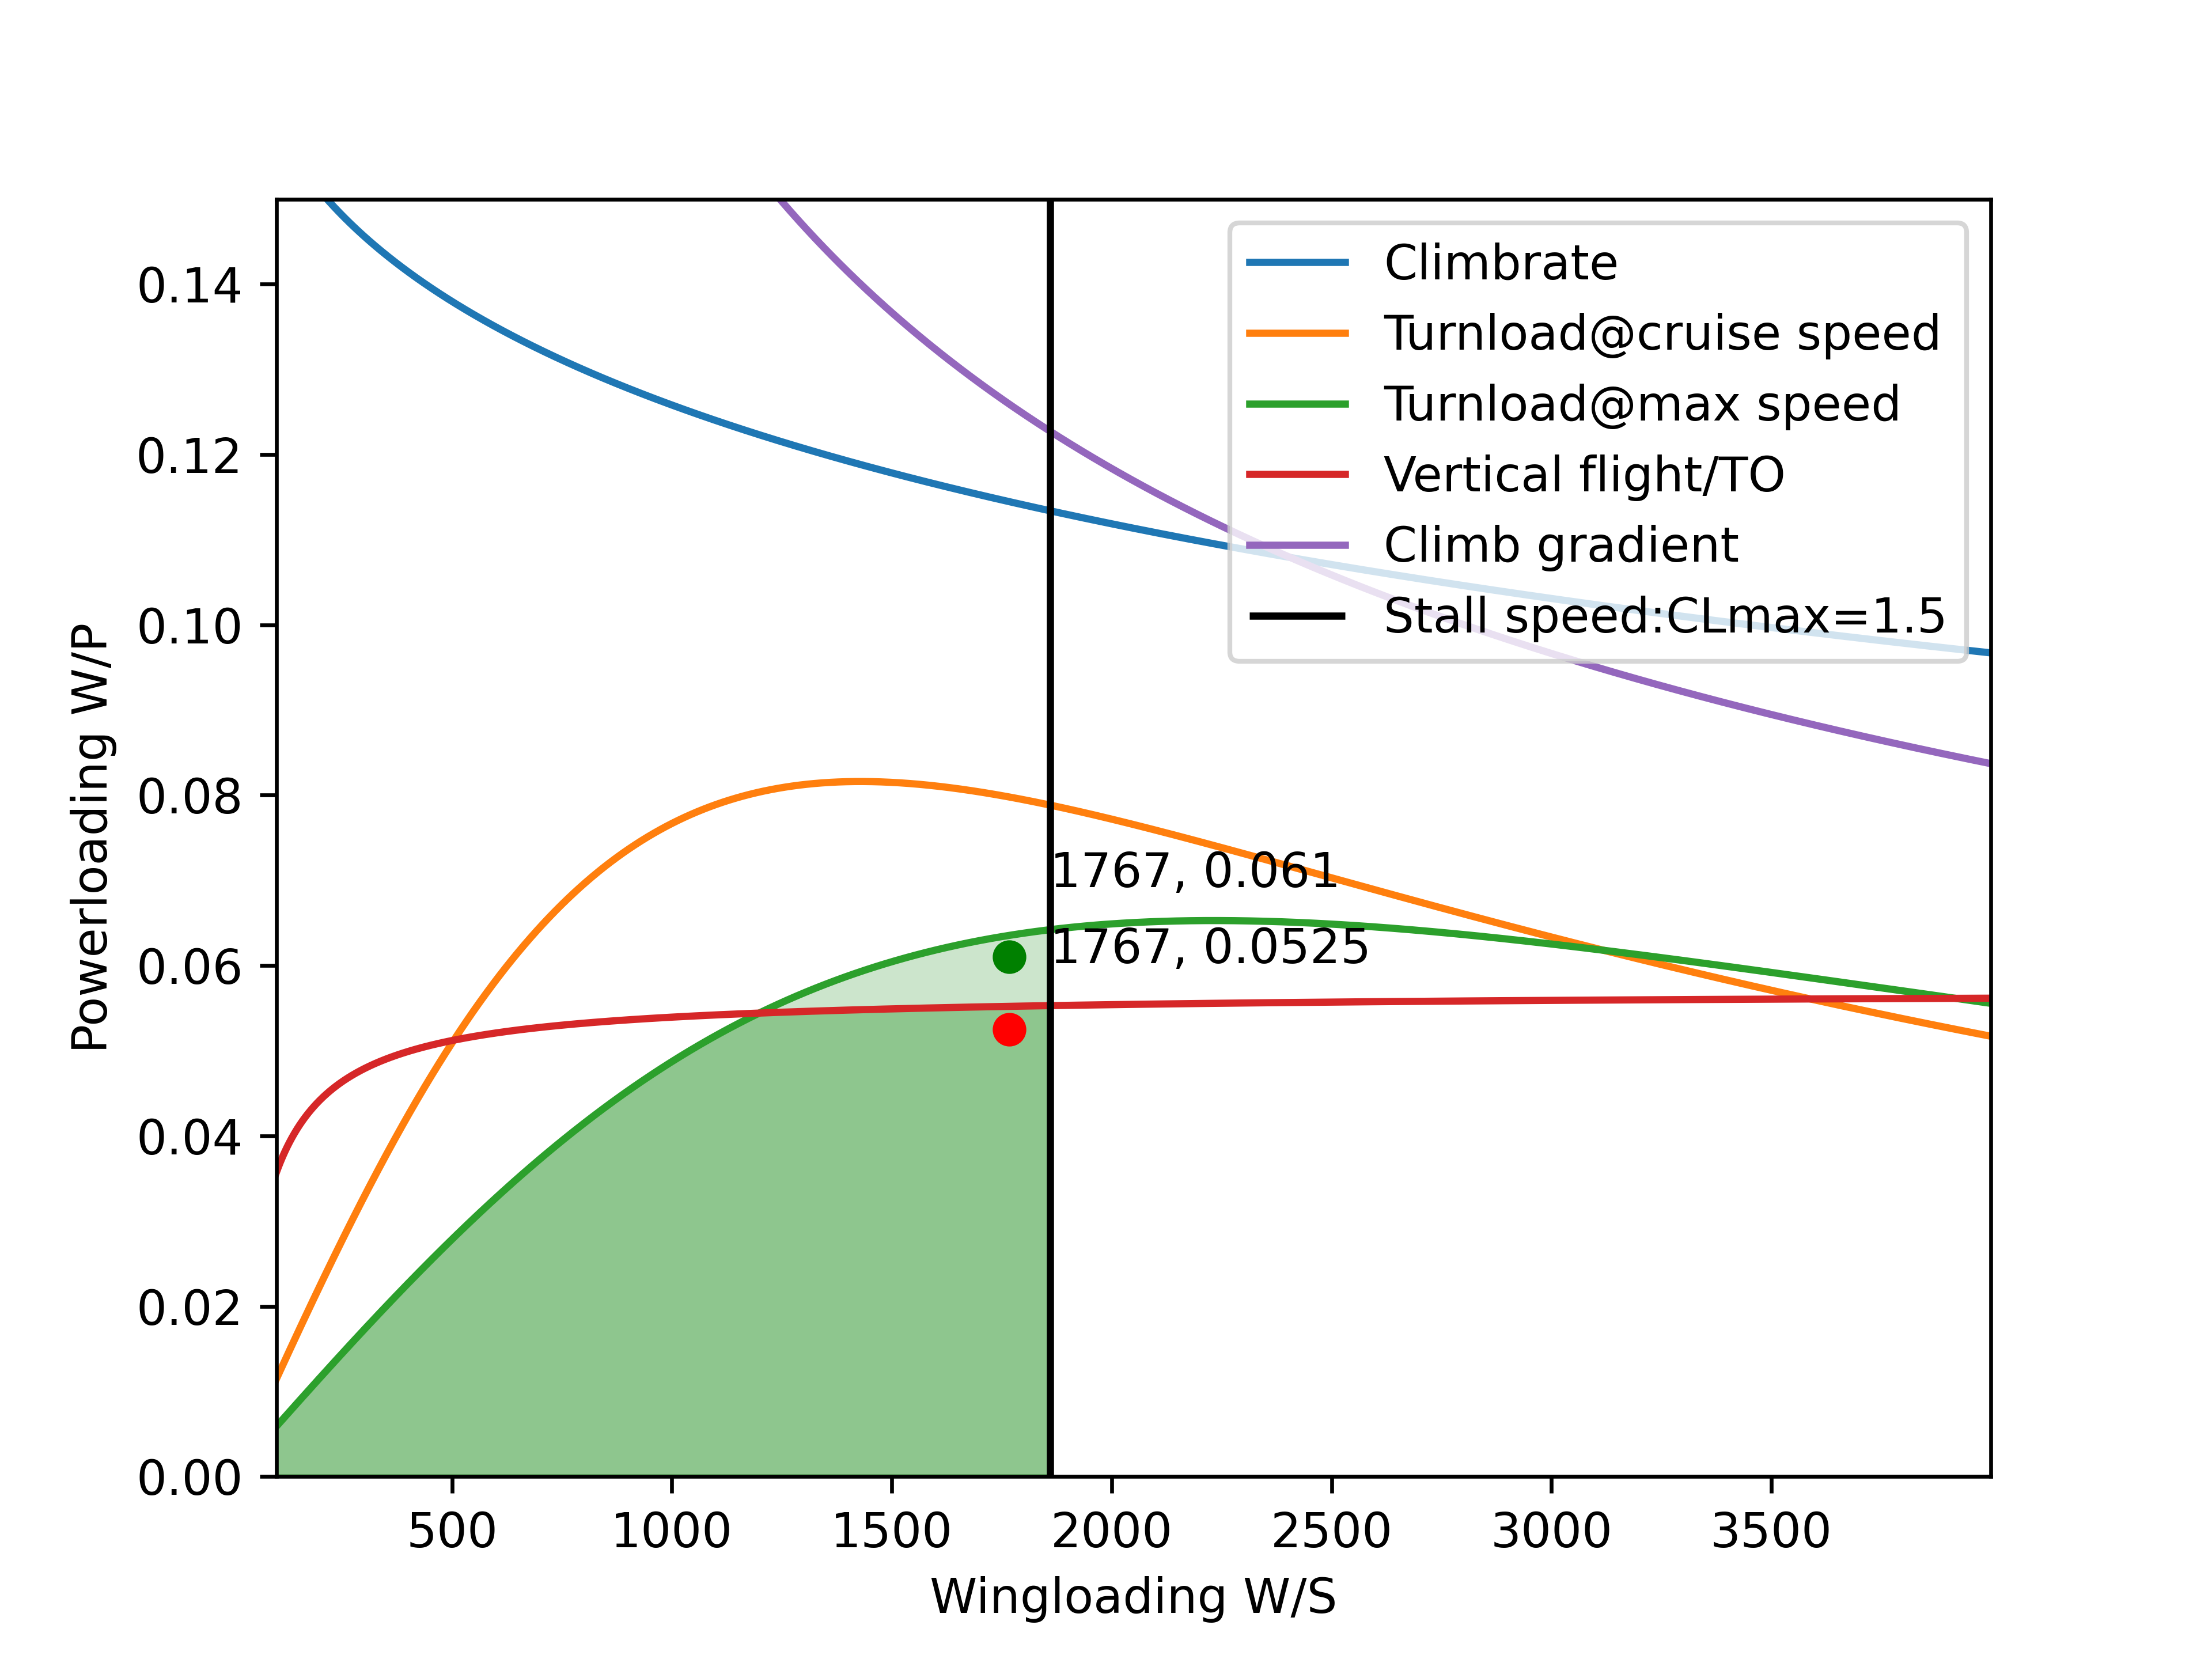 Climbrate
Turnload@cruise speed
Turnload@max speed
Vertical flight/TO
Climb gradient
Stall speed:CLmax=1.5
0.14
0.12
0.10
0.08
0.06
0.04
0.02
0.00
Powerloading W/P
1767, 0.061
1767, 0.0525
500 1000 1500 2000 2500 3000 3500
Wingloading W/S